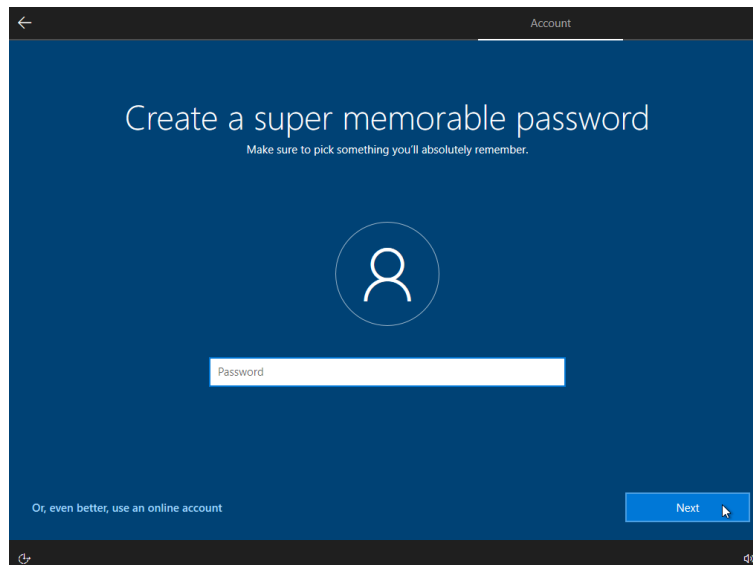 Account
Create a super memorable password
Make sure to pick something you'll absolutely remember.
Password
Or, even better, use an online account
Next